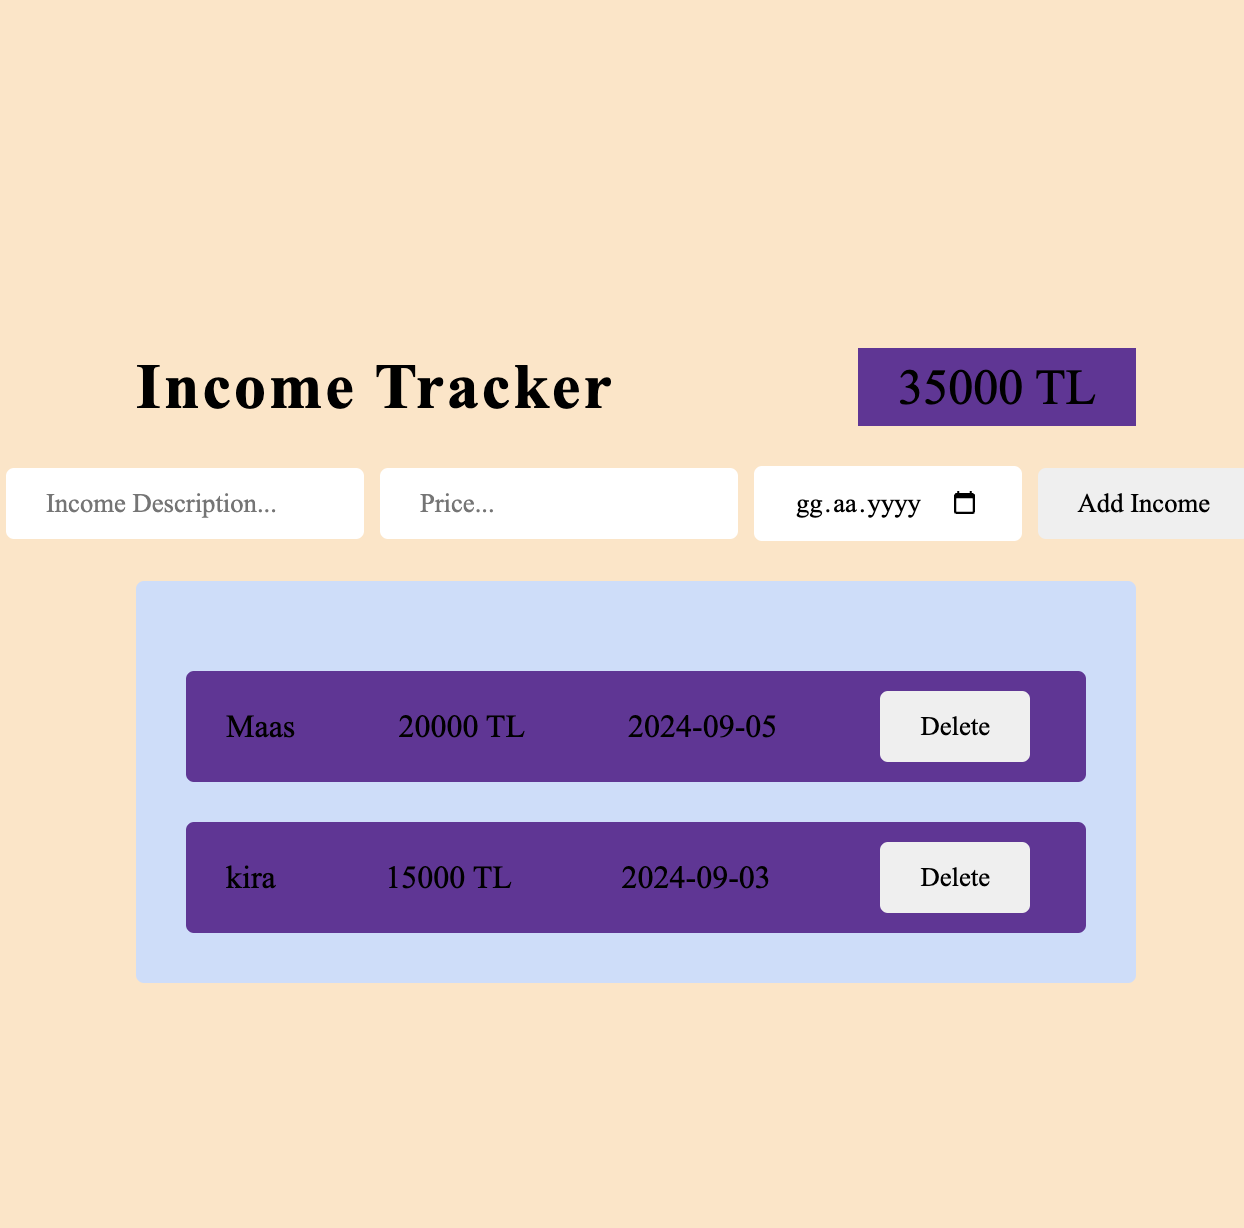 Income Tracker 35000 TL
Income Description... Price... gg.aa.yyyy Add Income
Maas 20000 TL 2024-09-05 Delete
kira 15000 TL 2024-09-03 Delete